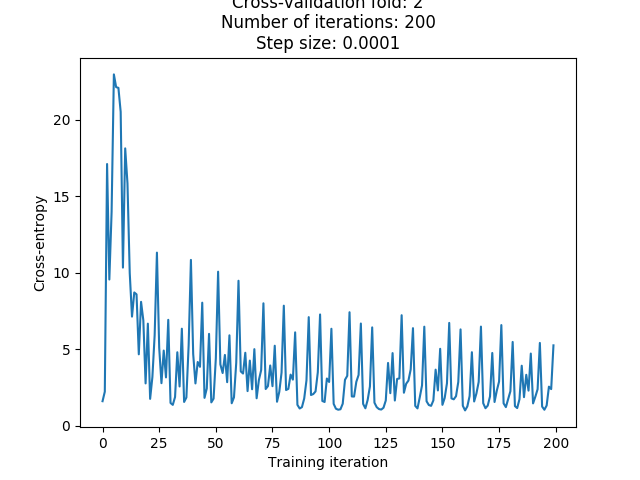 Cross-validation fold: 2
Number of iterations: 200
Step size: 0.0001
20
15
10
5
0
Cross-entropy
0 25 50 75 100 125 150 175 200
Training iteration